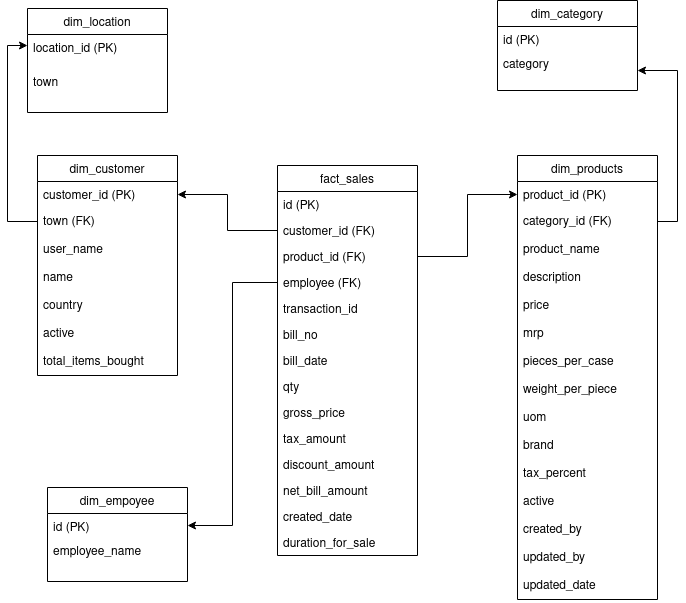 dim_location
location_id (PK)
town
dim_category
id (PK)
category
dim_customer
customer_id (PK)
town (FK)
user_name
name
country
active
total_items_bought
fact_sales
id (PK)
customer_id (FK)
product_id (FK)
employee (FK)
transaction_id
bill_no
bill_date
qty
gross_price
tax_amount
discount_amount
net_bill_amount
created_date
duration_for_sale
dim_products
product_id (PK)
category_id (FK)
product_name
description
price
mrp
pieces_per_case
weight_per_piece
uom
brand
tax_percent
active
created_by
updated_by
updated_date
dim_empoyee
id (PK)
employee_name